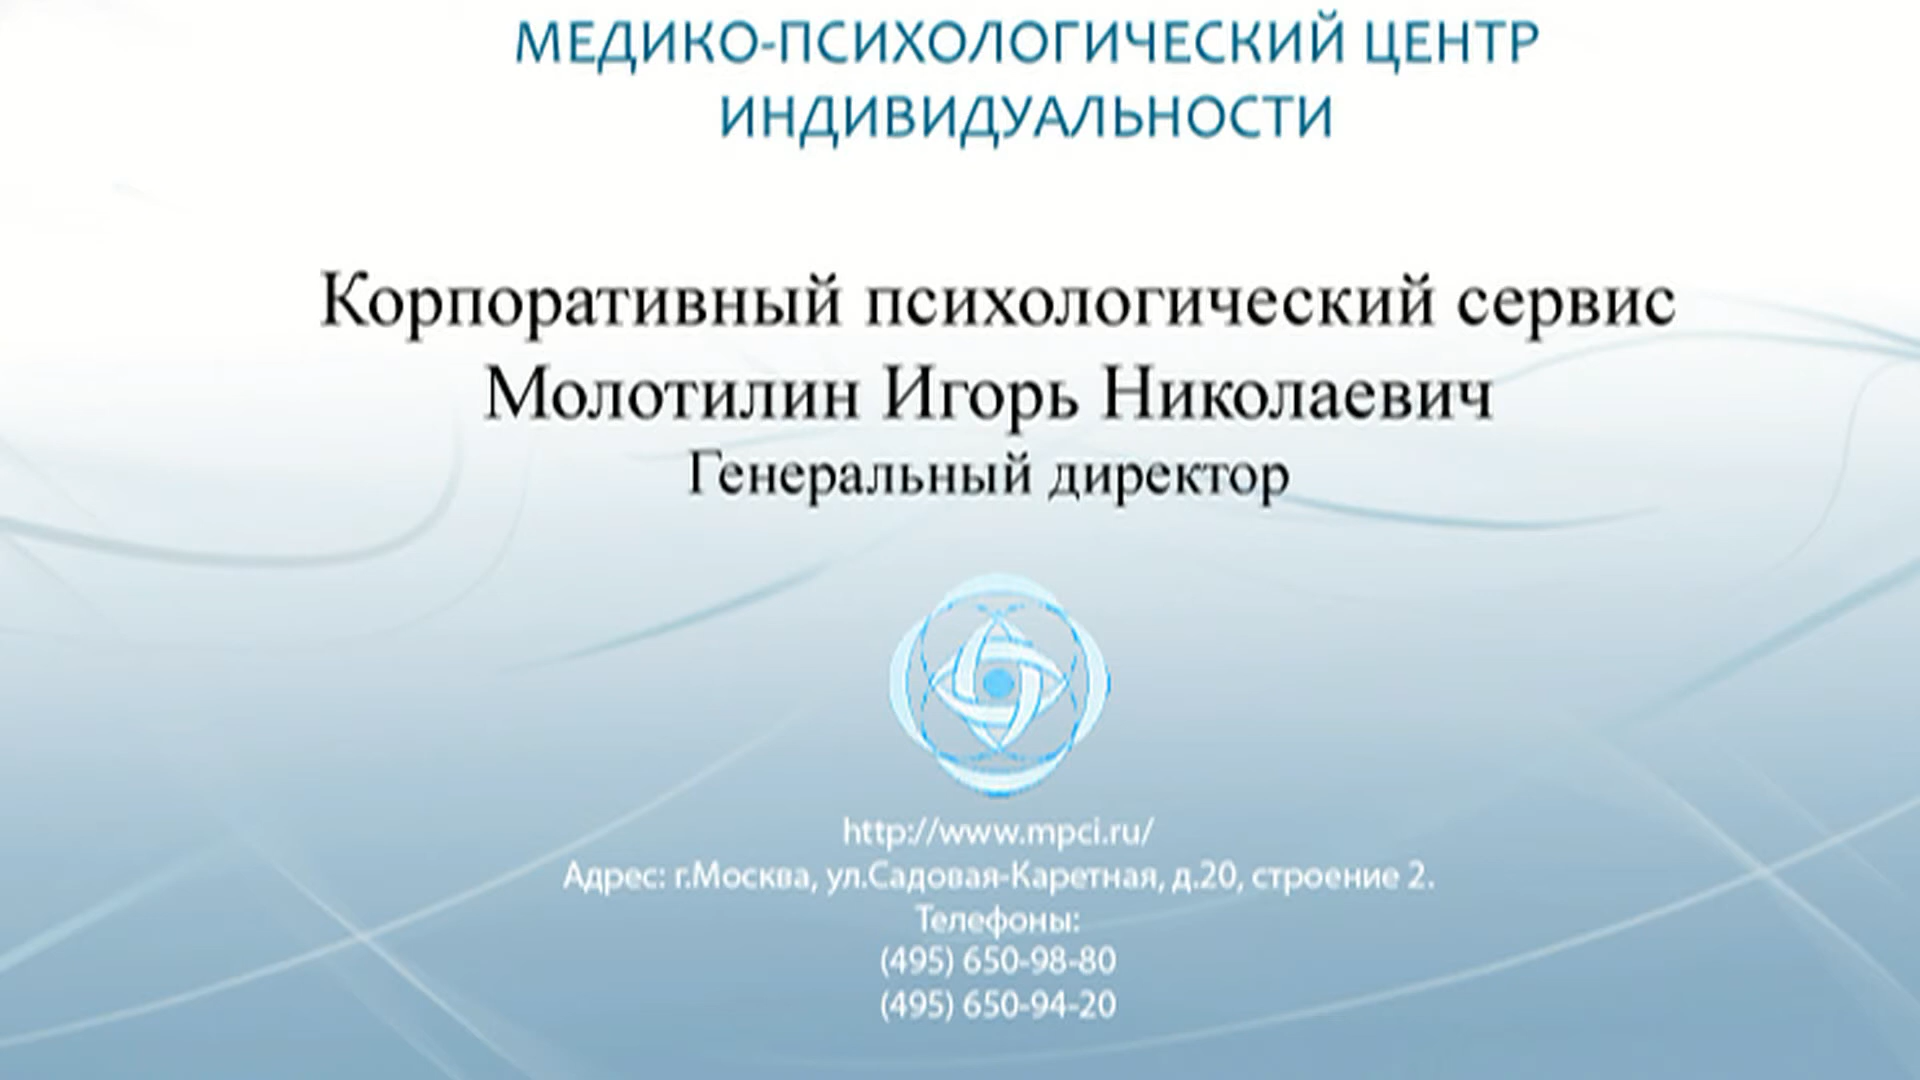 МЕДИКО-ПСИХОЛОГИЧЕСКИЙ ЦЕНТР
ИНДИВИДУАЛЬНОСТИ
Корпоративный психологический сервис
Молотилин Игорь Николаевич
Генеральный директор
http://www.mpci.ru/
Адрес: г.Москва, ул.Садовая-Каретная, д.20, строение 2.
Телефоны:
(495) 650-98-80
(495) 650-94-20